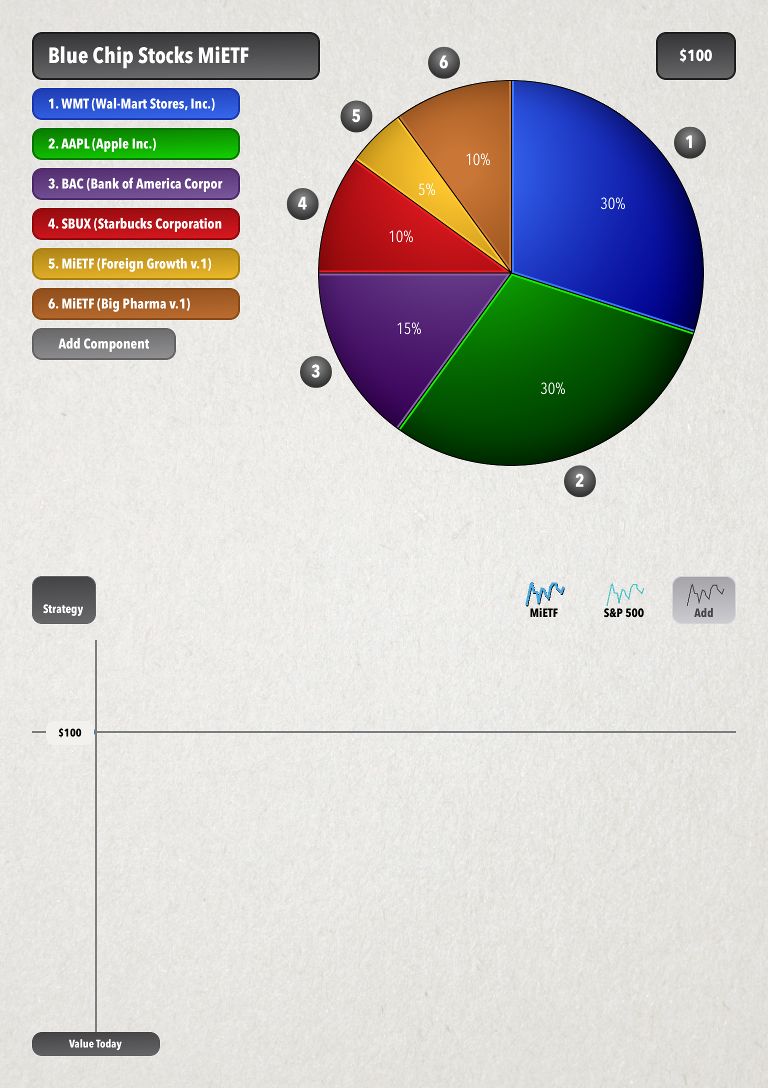 Blue Chip Stocks MiETF
$100
1. WMT (Wal-Mart Stores, Inc.)
2. AAPL (Apple Inc.)
3. BAC (Bank of America Corpor
4. SBUX (Starbucks Corporation
5. MiETF (Foreign Growth v.1)
6. MiETF (Big Pharma v.1)
Add Component
6
5
4
3
2
1
10%
5%
10%
15%
30%
30%
Strategy
MiETF
S&P 500
Add
$100
Value Today